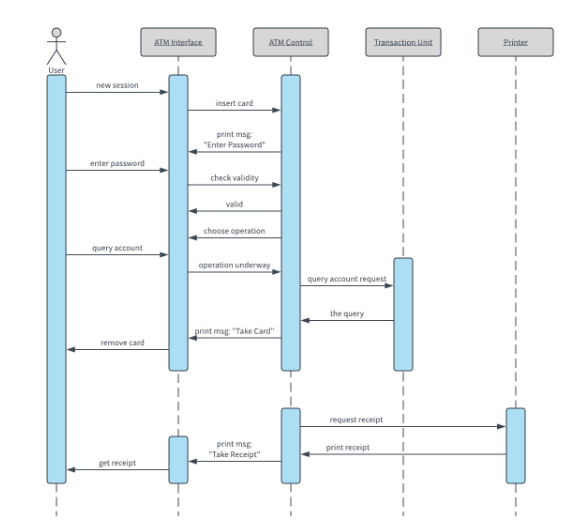 ATM Interface
ATM Control
Transaction Unit
Printer
User
new session
insert card
print msg:
"Enter Password"
enter password
check validity
valid
choose operation
query account
operation underway
query account request
the query
print msg: "Take Card"
remove card
request receipt
print msg:
"Take Receipt"
print receipt
get receipt